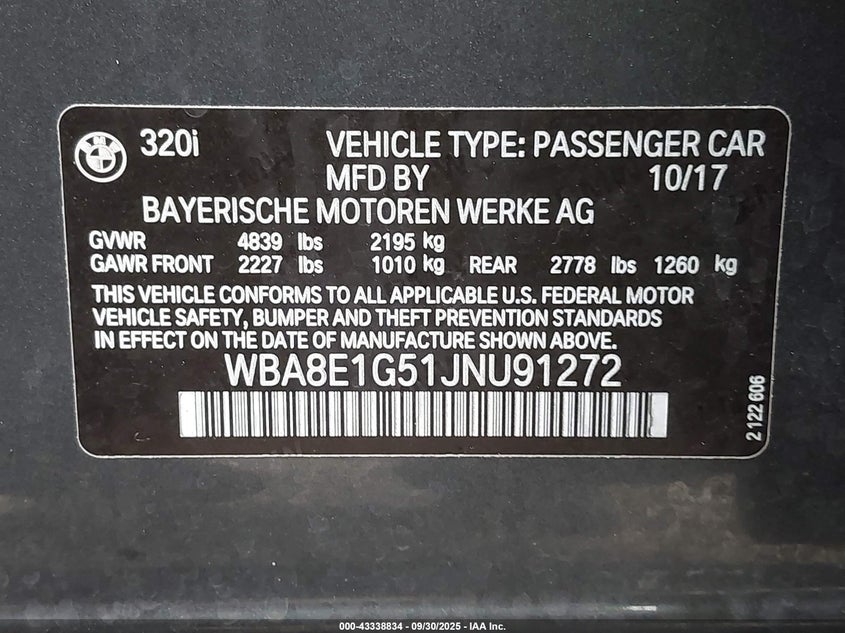 320i VEHICLE TYPE: PASSENGER CAR
MFD BY 10/17
BAYERISCHE MOTOREN WERKE AG
GVWR 4839 lbs 2195 kg
GAWR FRONT 2227 lbs 1010 kg REAR 2778 lbs 1260 kg
THIS VEHICLE CONFORMS TO ALL APPLICABLE U.S. FEDERAL MOTOR
VEHICLE SAFETY, BUMPER AND THEFT PREVENTION STANDARDS
IN EFFECT ON THE DATE OF MANUFACTURE SHOWN ABOVE.
WBA8E1G51JNU91272
2 122 606
000-43338834 - 09/30/2025 - IAA Inc.